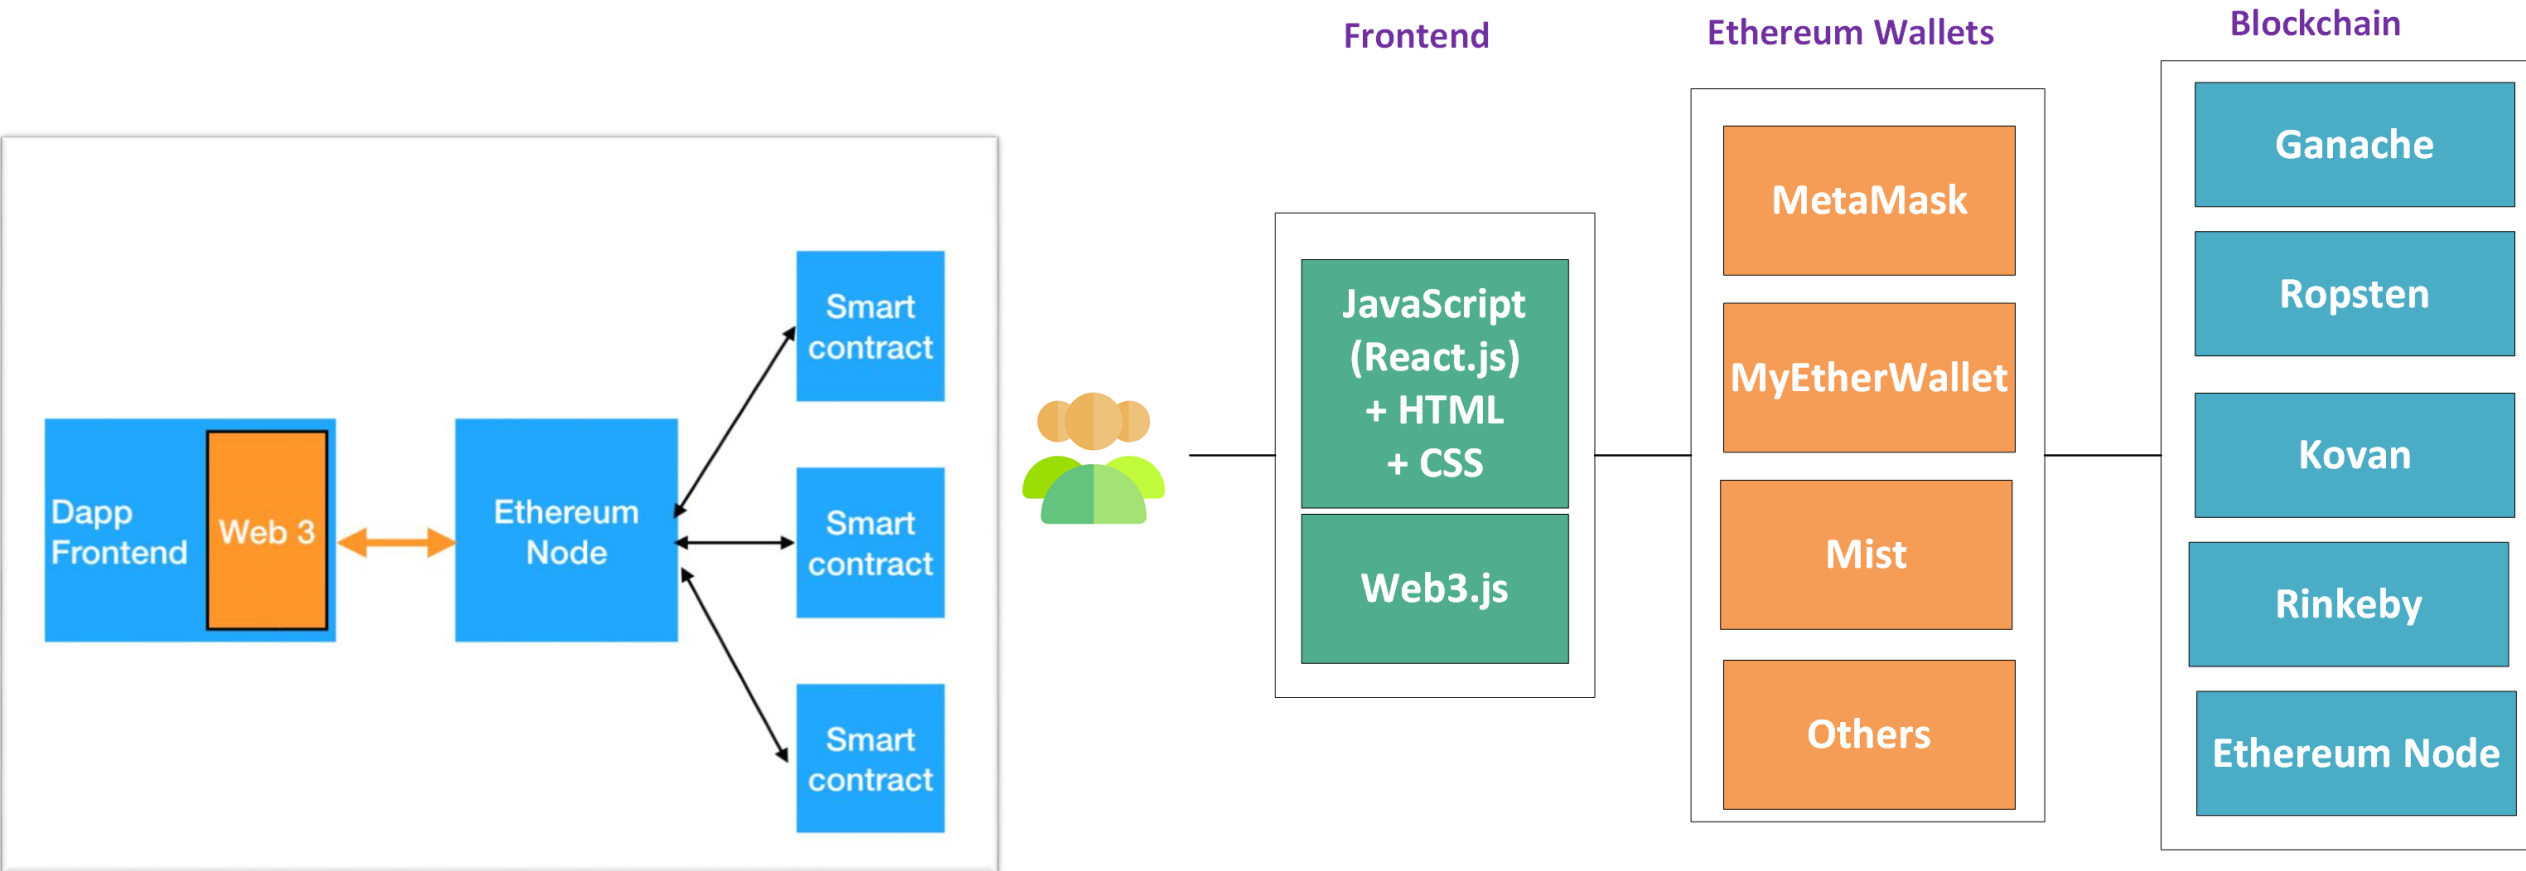 Dapp
Frontend
Web 3
Ethereum
Node
Smart
contract
Smart
contract
Smart
contract
Frontend
JavaScript
(React.js)
+ HTML
+ CSS
Web3.js
Ethereum Wallets
MetaMask
MyEtherWallet
Mist
Others
Blockchain
Ganache
Ropsten
Kovan
Rinkeby
Ethereum Node